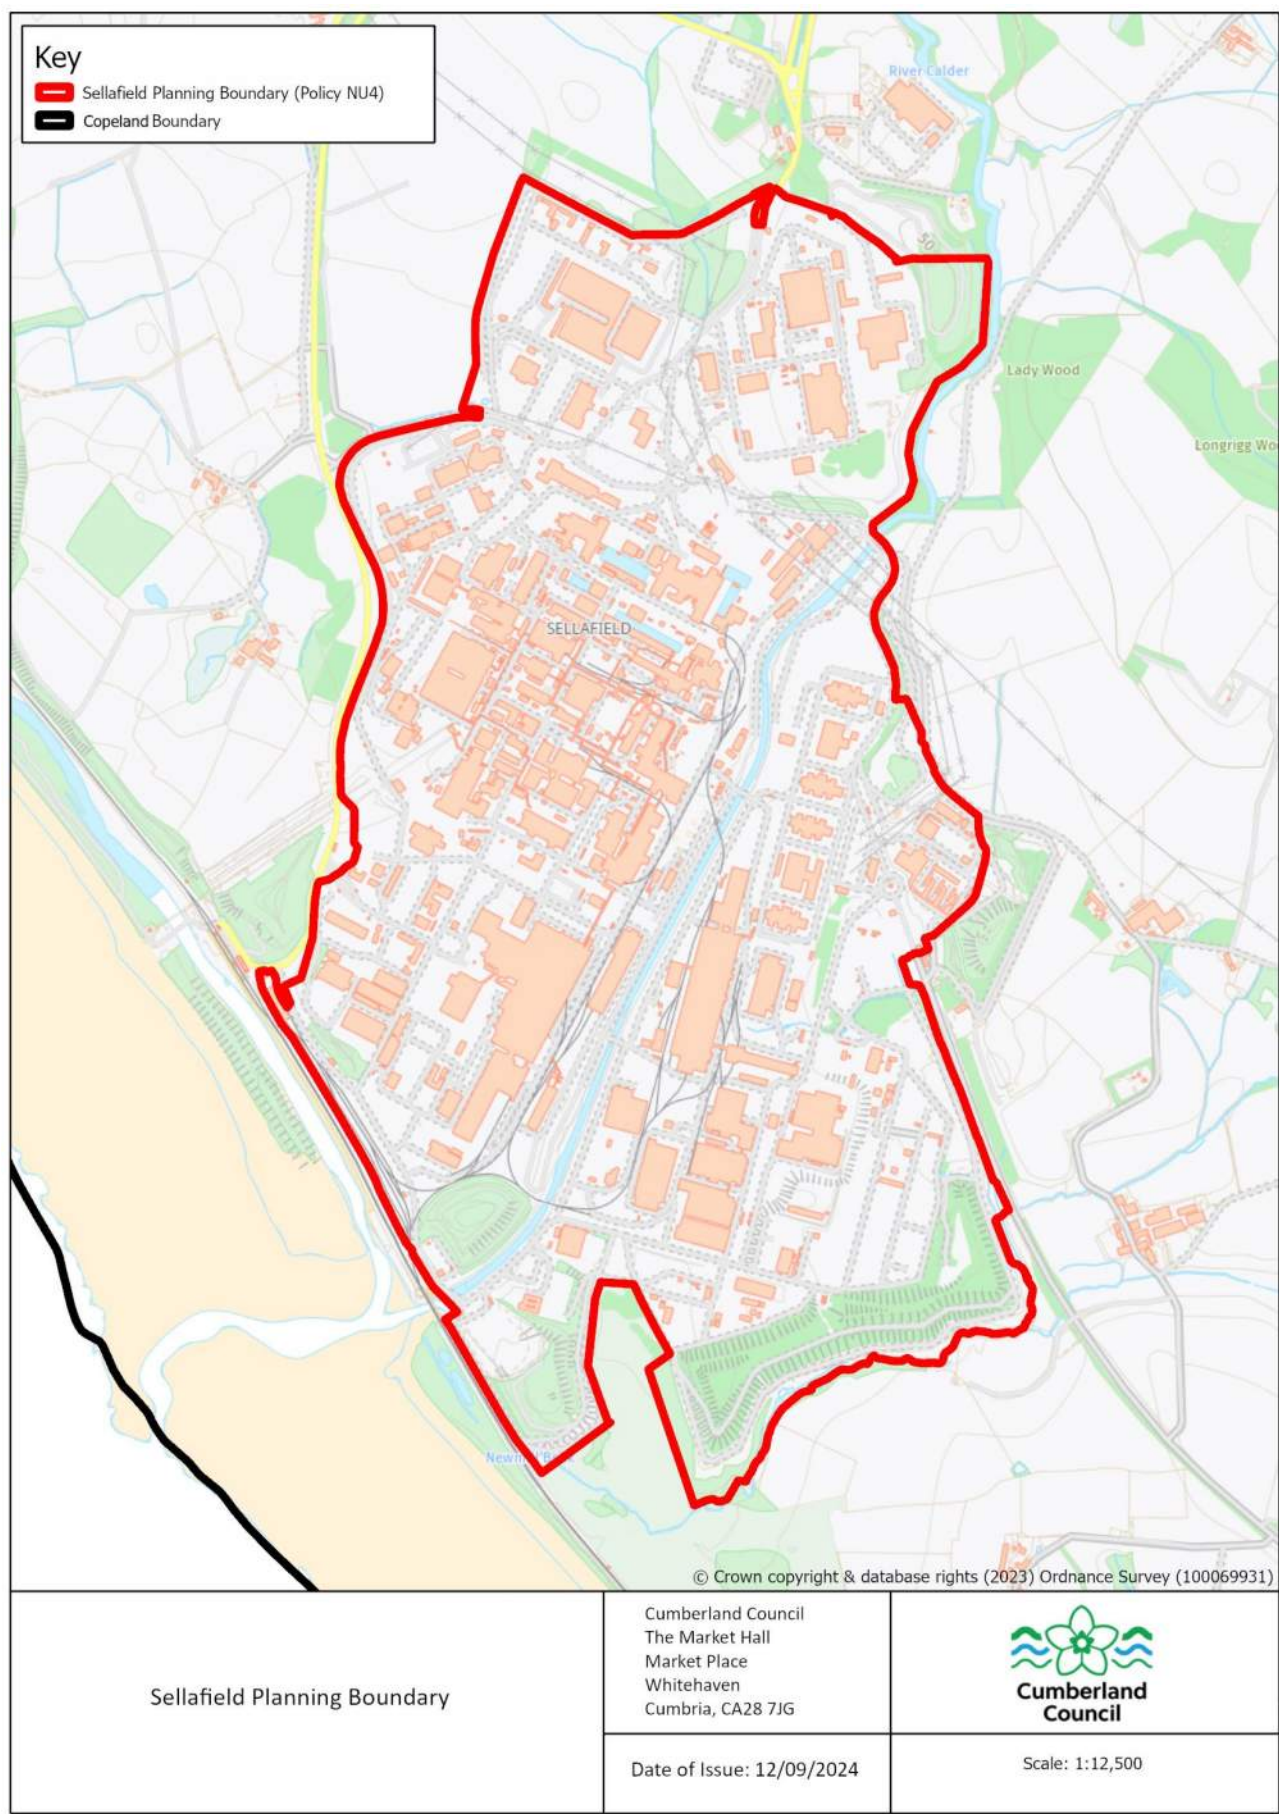 Key
Sellafield Planning Boundary (Policy NU4)
Copeland Boundary
River Calder
50
Lady Wood
Longrigg
SELLAFIELD
© Crown copyright & database rights (2023) Ordnance Survey (100069931)
Sellafield Planning Boundary
Cumberland Council
The Market Hall
Market Place
Whitehaven
Cumbria, CA28 7JG
Date of Issue: 12/09/2024
Cumberland
Council
Scale: 1:12,500